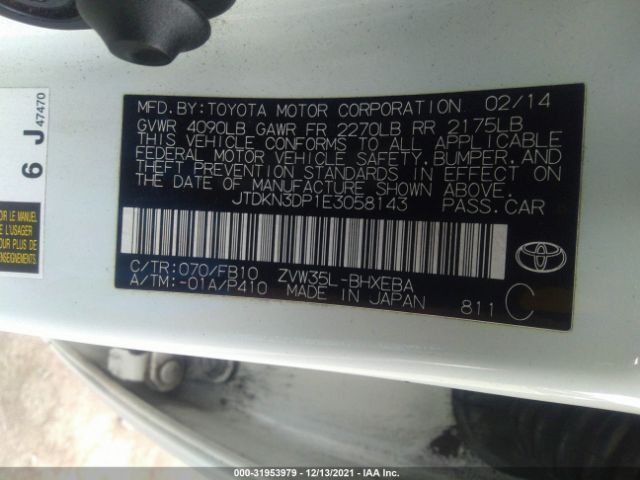 MFD. BY: TOYOTA MOTOR CORPORATION 02/14
GVWR 4090LB GAWR FR 2270LB RR 2175LB
THIS VEHICLE CONFORMS TO ALL APPLICABLE
FEDERAL MOTOR VEHICLE SAFETY, BUMPER, AND
THEFT PREVENTION STANDARDS IN EFFECT ON
THE DATE OF MANUFACTURE SHOWN ABOVE.
JTDKN3DP1E3058143 PASS. CAR
C/TR: 070/FB10 ZVW35L-BHXEBA
A/TM: -01A/P410 MADE IN JAPAN 811 C
TOYOTA
6 J 47470
LE MANUEL
L'USAGER
000-31953979 - 12/13/2021 - IAA Inc.